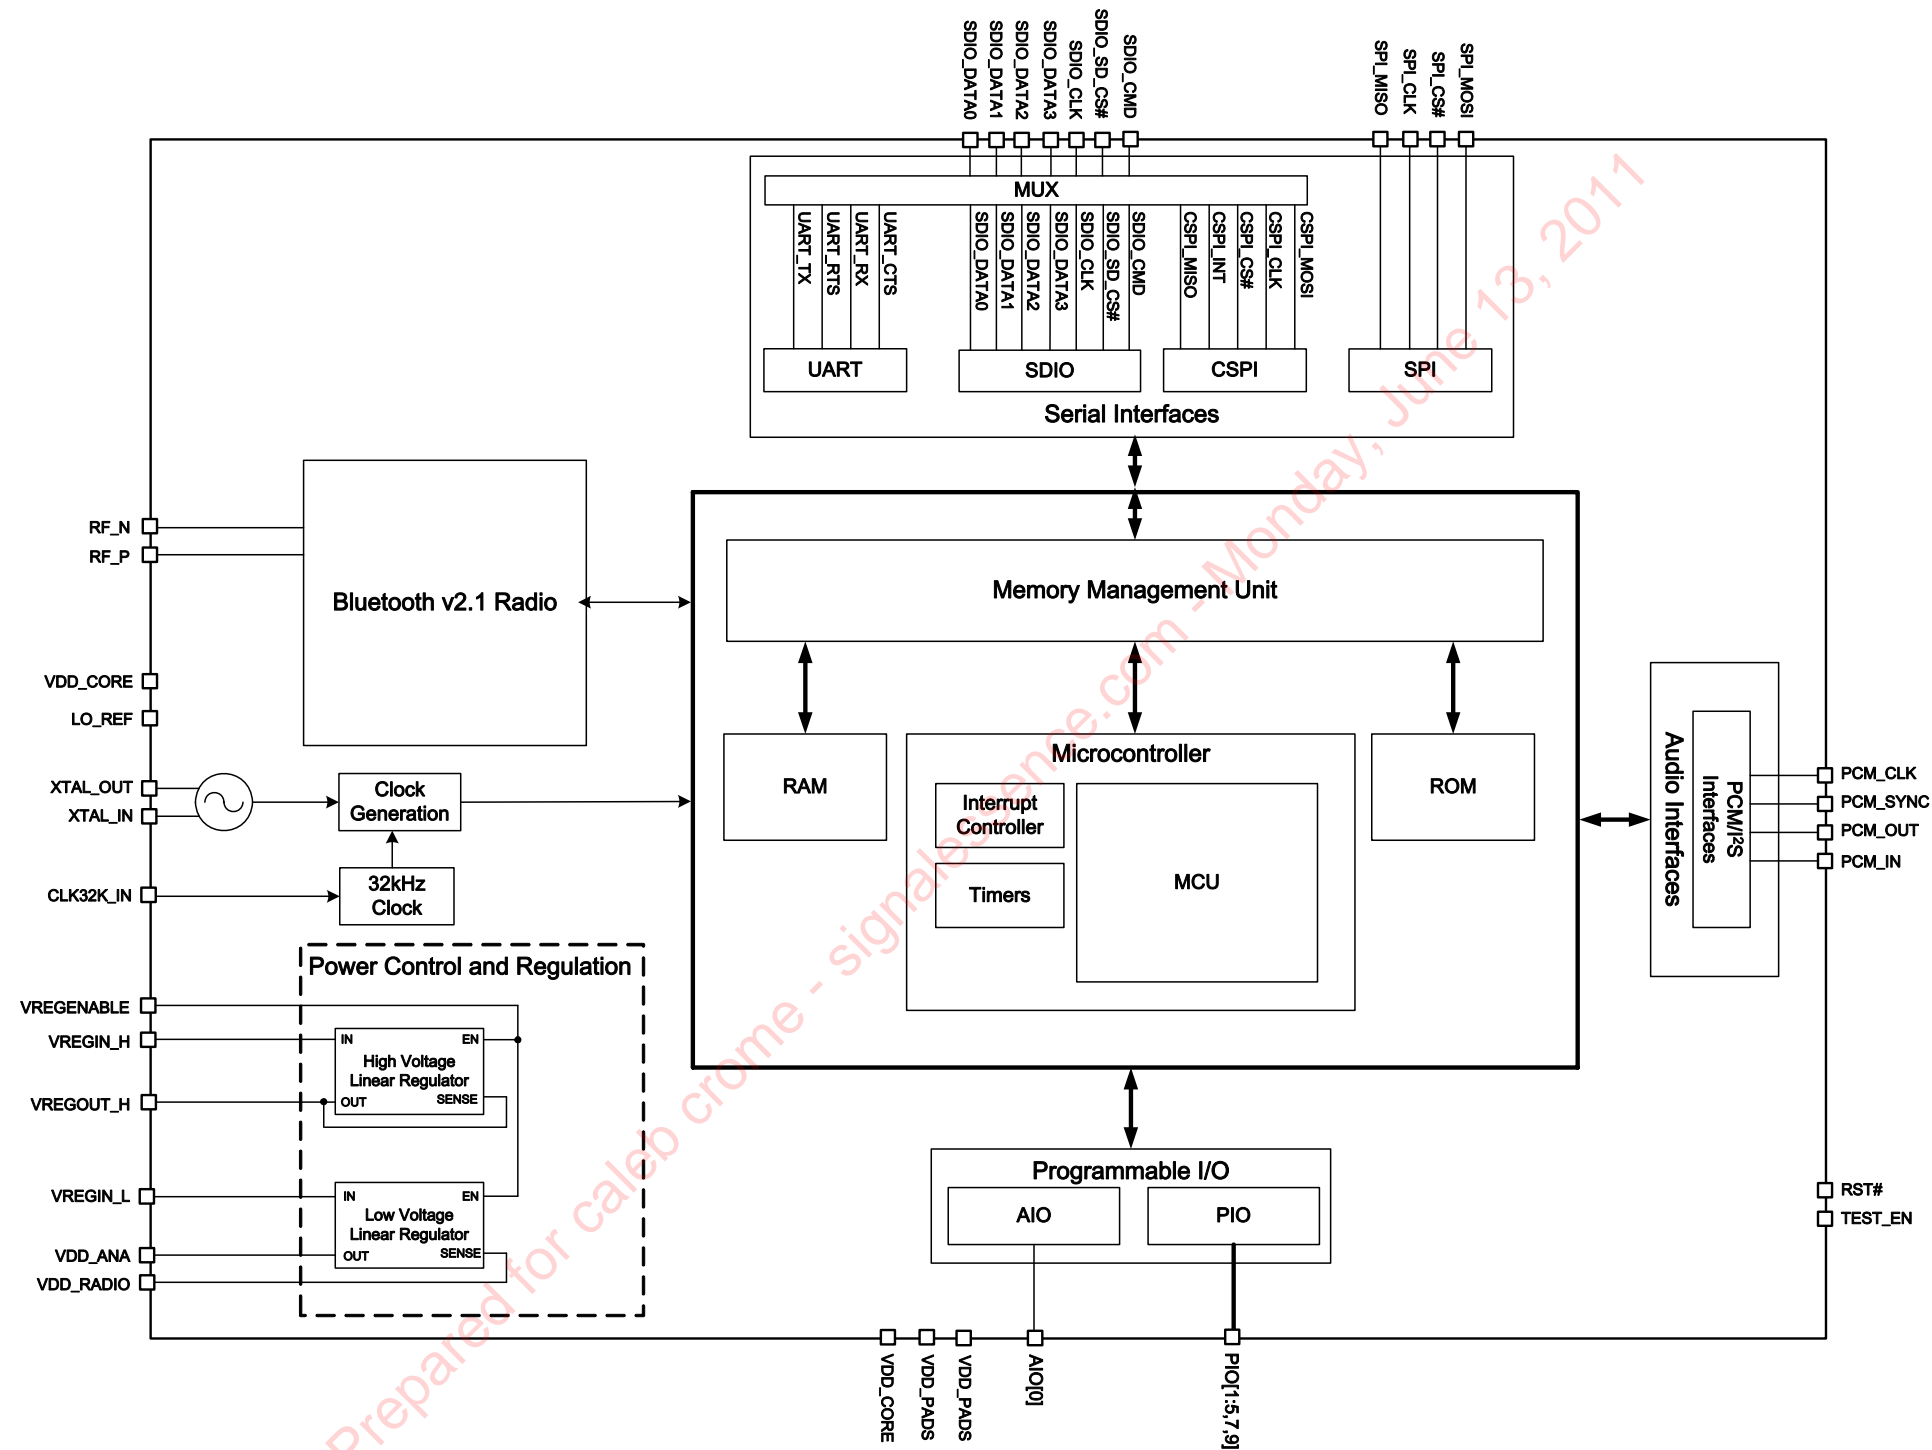 SDIO_DATA0
SDIO_DATA1
SDIO_DATA2
SDIO_DATA3
SDIO_CLK
SDIO_SD_CS#
SDIO_CMD
SPI_MISO
SPI_CLK
SPI_CS#
SPI_MOSI
MUX
UART_TX
UART_RTS
UART_RX
UART_CTS
SDIO_DATA0
SDIO_DATA1
SDIO_DATA2
SDIO_DATA3
SDIO_CLK
SDIO_SD_CS#
SDIO_CMD
CSPI_MISO
CSPI_INT
CSPI_CS#
CSPI_CLK
CSPI_MOSI
UART
SDIO
CSPI
SPI
Serial Interfaces
RF_N
RF_P
Bluetooth v2.1 Radio
Memory Management Unit
VDD_CORE
LO_REF
XTAL_OUT
XTAL_IN
Clock
Generation
CLK32K_IN
32kHz
Clock
RAM
Microcontroller
Interrupt
Controller
Timers
MCU
ROM
Audio Interfaces
PCM/I²S
Interfaces
PCM_CLK
PCM_SYNC
PCM_OUT
PCM_IN
Power Control and Regulation
VREGENABLE
VREGIN_H
VREGOUT_H
IN
EN
High Voltage
Linear Regulator
OUT
SENSE
VREGIN_L
VDD_ANA
VDD_RADIO
IN
EN
Low Voltage
Linear Regulator
OUT
SENSE
Programmable I/O
AIO
PIO
RST#
TEST_EN
VDD_CORE
VDD_PADS
VDD_PADS
AIO[0]
PIO[1:5,7,9]
Prepared for caleb crome - signalessence.com - Monday, June 13, 2011